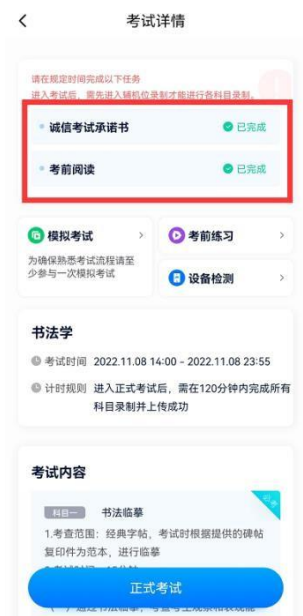 考试详情
请在规定时间完成以下任务
进入考试后，需先进入辅机位录制才能进行各科目录制。
诚信考试承诺书 已完成
考前阅读 已完成
模拟考试
为确保熟悉考试流程请至
少参与一次模拟考试
考前练习
设备检测
书法学
考试时间 2022.11.08 14:00 - 2022.11.08 23:55
计时规则 进入正式考试后，需在120分钟内完成所有
科目录制并上传成功
考试内容
科目一 书法临摹
必考
1.考查范围：经典字帖，考试时根据提供的碑帖
复印件为范本，进行临摹
正式考试